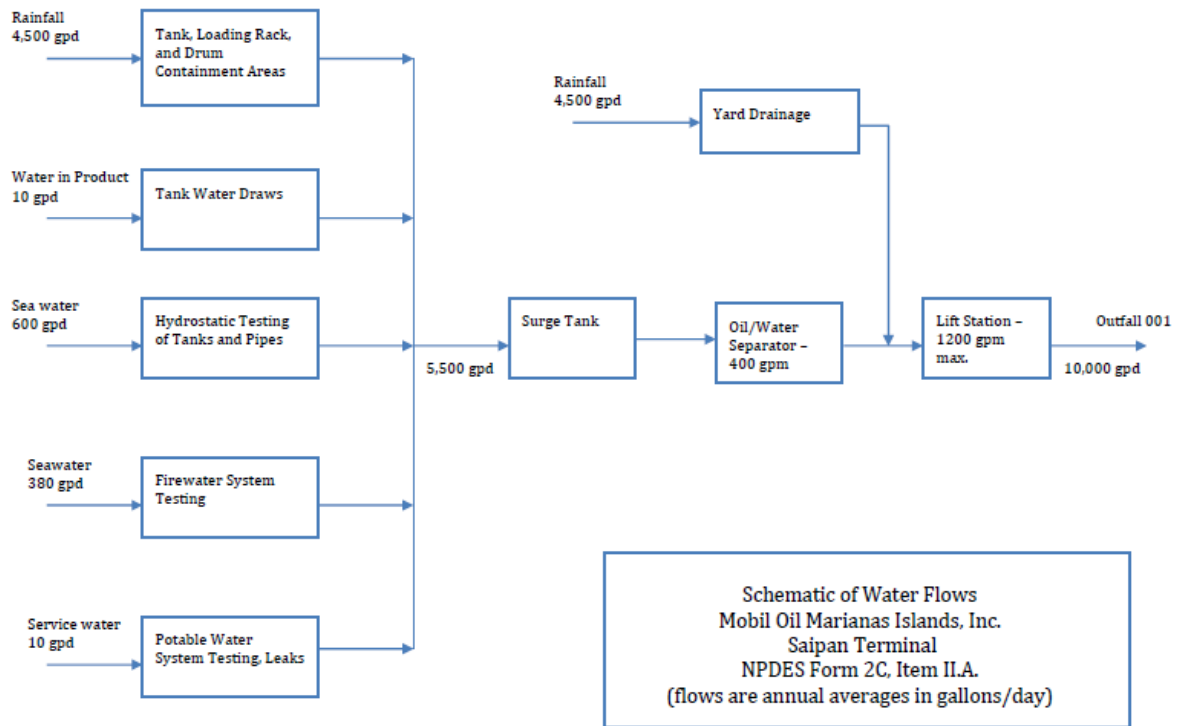 Rainfall
4,500 gpd
Tank, Loading Rack,
and Drum
Containment Areas
Rainfall
4,500 gpd
Yard Drainage
Water in Product
10 gpd
Tank Water Draws
Sea water
600 gpd
Hydrostatic Testing
of Tanks and Pipes
5,500 gpd
Surge Tank
Oil/Water
Separator –
400 gpm
Lift Station –
1200 gpm
max.
Outfall 001
10,000 gpd
Seawater
380 gpd
Firewater System
Testing
Service water
10 gpd
Potable Water
System Testing, Leaks
Schematic of Water Flows
Mobil Oil Marianas Islands, Inc.
Saipan Terminal
NPDES Form 2C, Item II.A.
(flows are annual averages in gallons/day)